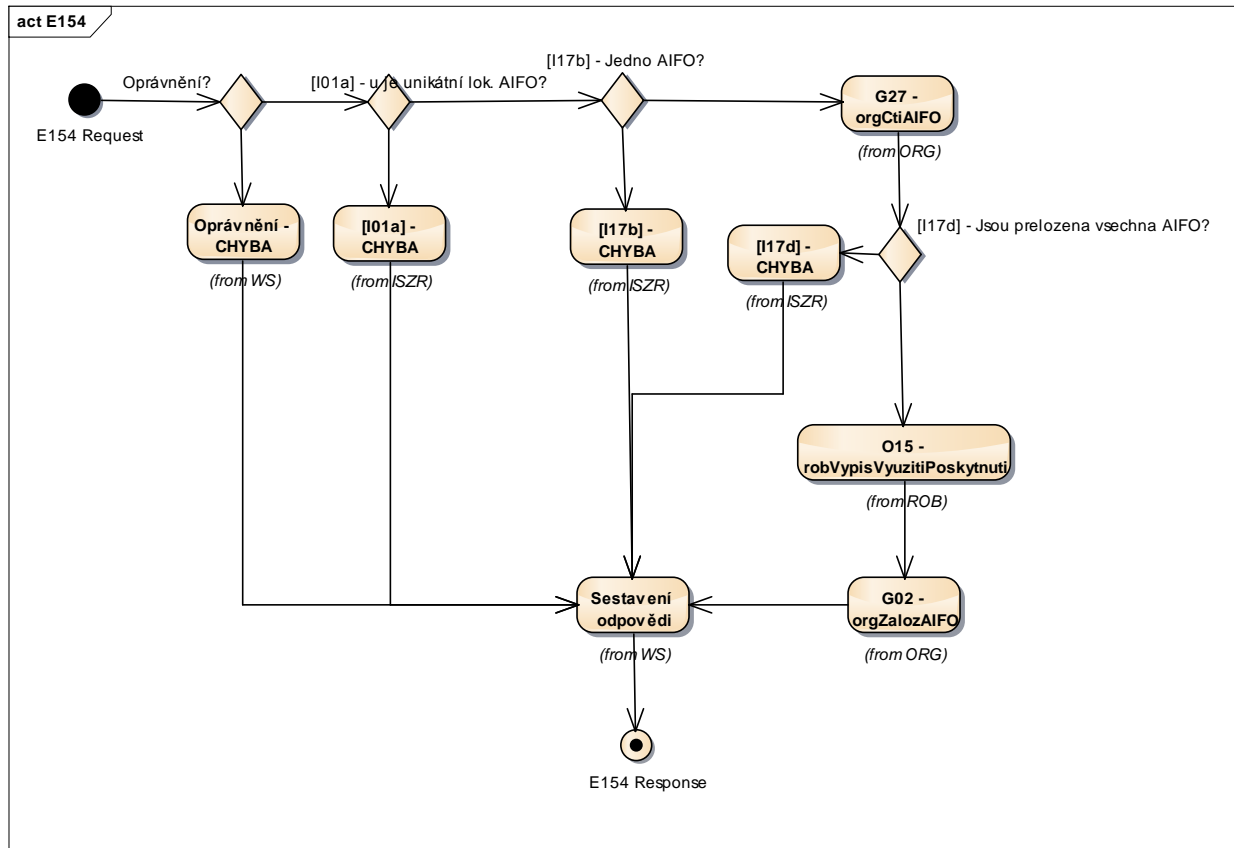 act E154
[I17b] - Jedno AIFO?
Oprávnění?
[I01a] - u je unikátní lok. AIFO?
E154 Request
G27 -
orgCtiAIFO
(from ORG)
Oprávnění -
CHYBA
(from WS)
[I01a] -
CHYBA
(from ISZR)
[I17b] -
CHYBA
(from ISZR)
[I17d] -
CHYBA
(from ISZR)
[I17d] - Jsou prelozena vsechna AIFO?
O15 -
robVypisVyuzitiPoskytnuti
(from ROB)
Sestavení
odpovědi
(from WS)
G02 -
orgZalozAIFO
(from ORG)
E154 Response